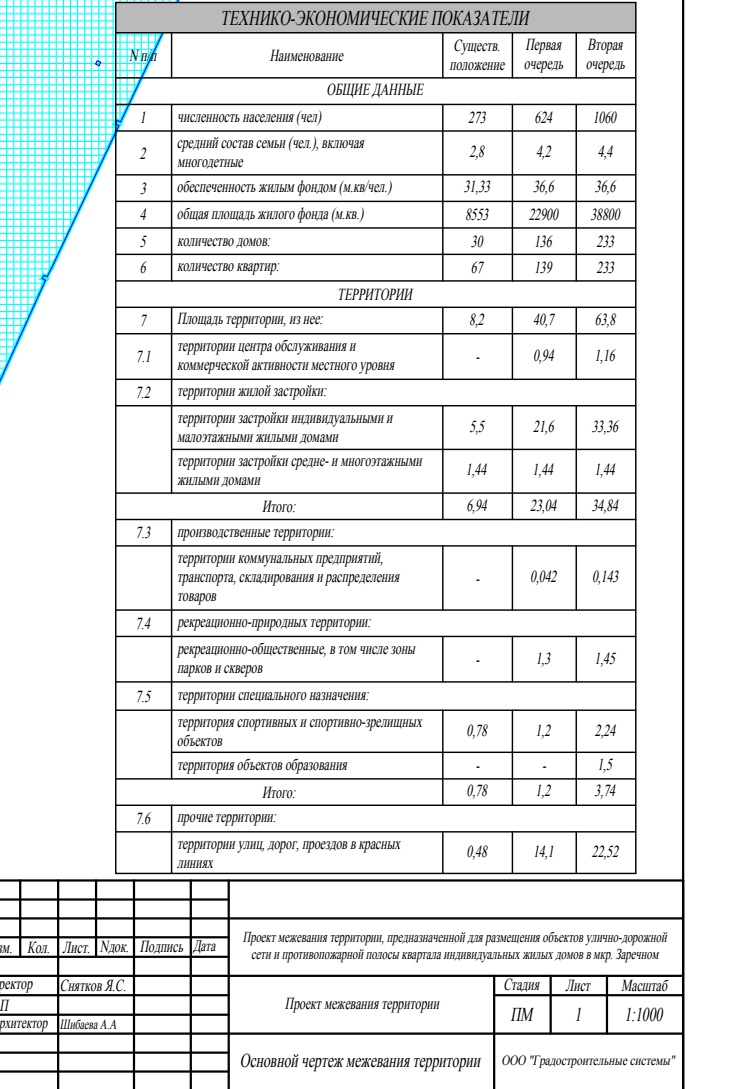 ТЕХНИКО-ЭКОНОМИЧЕСКИЕ ПОКАЗАТЕЛИ
N п/п Наименование Существ. положение Первая очередь Вторая очередь
ОБЩИЕ ДАННЫЕ
1 численность населения (чел) 273 624 1060
2 средний состав семьи (чел.), включая
многодетные 2,8 4,2 4,4
3 обеспеченность жилым фондом (м.кв/чел.) 31,33 36,6 36,6
4 общая площадь жилого фонда (м.кв.) 8553 22900 38800
5 количество домов: 30 136 233
6 количество квартир: 67 139 233
ТЕРРИТОРИИ
7 Площадь территории, из нее: 8,2 40,7 63,8
7.1 территории центра обслуживания и
коммерческой активности местного уровня - 0,94 1,16
7.2 территории жилой застройки:
территории застройки индивидуальными и
малоэтажными жилыми домами 5,5 21,6 33,36
территории застройки средне- и многоэтажными
жилыми домами 1,44 1,44 1,44
Итого: 6,94 23,04 34,84
7.3 производственные территории:
территории коммунальных предприятий,
транспорта, складирования и распределения
товаров - 0,042 0,143
7.4 рекреационно-природных территории:
рекреационно-общественные, в том числе зоны
парков и скверов - 1,3 1,45
7.5 территории специального назначения:
территория спортивных и спортивно-зрелищных
объектов 0,78 1,2 2,24
территория объектов образования - - 1,5
Итого: 0,78 1,2 3,74
7.6 прочие территории:
территории улиц, дорог, проездов в красных
линиях 0,48 14,1 22,52
зм. Кол. Лист. Nдок. Подпись Дата
Проект межевания территории, предназначенной для размещения объектов улично-дорожной
сети и противопожарной полосы квартала индивидуальных жилых домов в мкр. Заречном
ректор Снятков Я.С.
П
рхитектор Шибаева А.А
Проект межевания территории
Стадия Лист Масштаб
ПМ 1 1:1000
Основной чертеж межевания территории
ООО "Градостроительные системы"